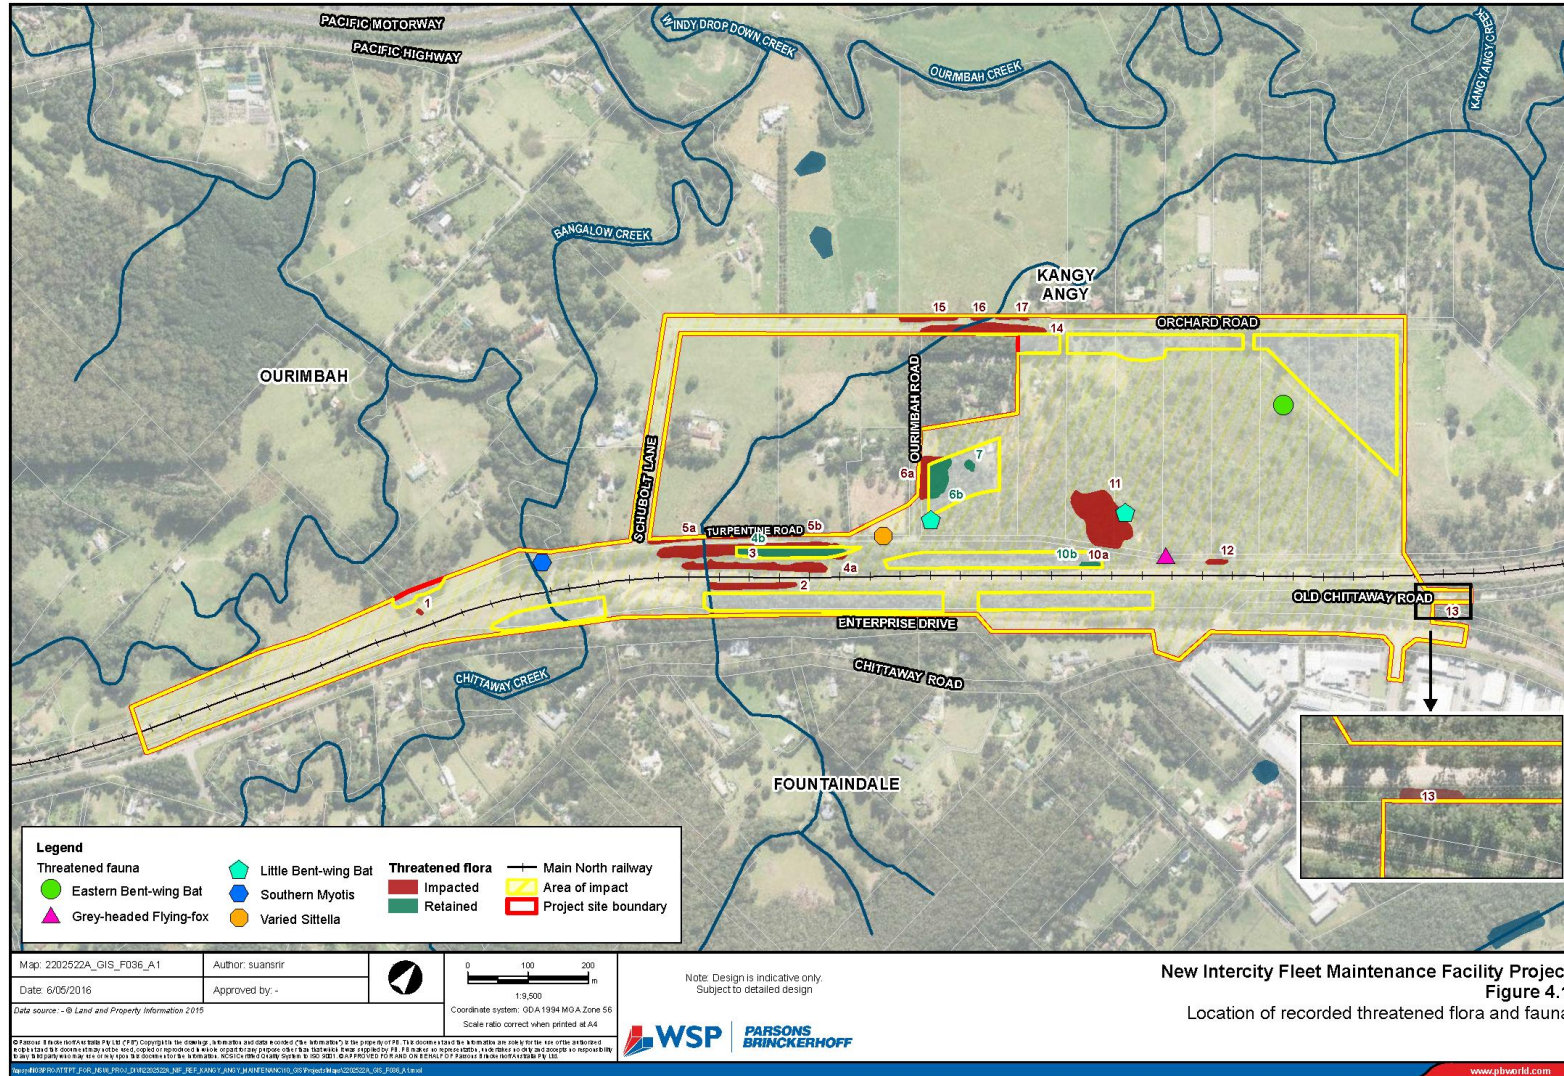 PACIFIC MOTORWAY
PACIFIC HIGHWAY
WINDY DROP DOWN CREEK
OURIMBAH CREEK
KANGY ANGY CREEK
BANGALOW CREEK
KANGY
ANGY
15
16
17
14
ORCHARD ROAD
OURIMBAH
OURIMBAH ROAD
SCHUBOLT LANE
7
6a
6b
11
5a
TURPENTINE ROAD
5b
4b
3
4a
10b
10a
12
2
1
OLD CHITTAWAY ROAD
13
ENTERPRISE DRIVE
CHITTAWAY ROAD
CHITTAWAY CREEK
FOUNTAINDALE
13
Legend
Threatened fauna
Eastern Bent-wing Bat
Grey-headed Flying-fox
Little Bent-wing Bat
Southern Myotis
Varied Sittella
Threatened flora
Impacted
Retained
Main North railway
Area of impact
Project site boundary
Map: 2202522A_GIS_F036_A1
Author: suansrir
Date: 6/05/2016
Approved by: -
Data source: - © Land and Property Information 2015
0 100 200
m
1:9,500
Coordinate system: GDA 1994 MGA Zone 56
Scale ratio correct when printed at A4
Note: Design is indicative only.
Subject to detailed design
WSP
PARSONS
BRINCKERHOFF
New Intercity Fleet Maintenance Facility Projec
Figure 4.
Location of recorded threatened flora and fauna
www.pbworld.com